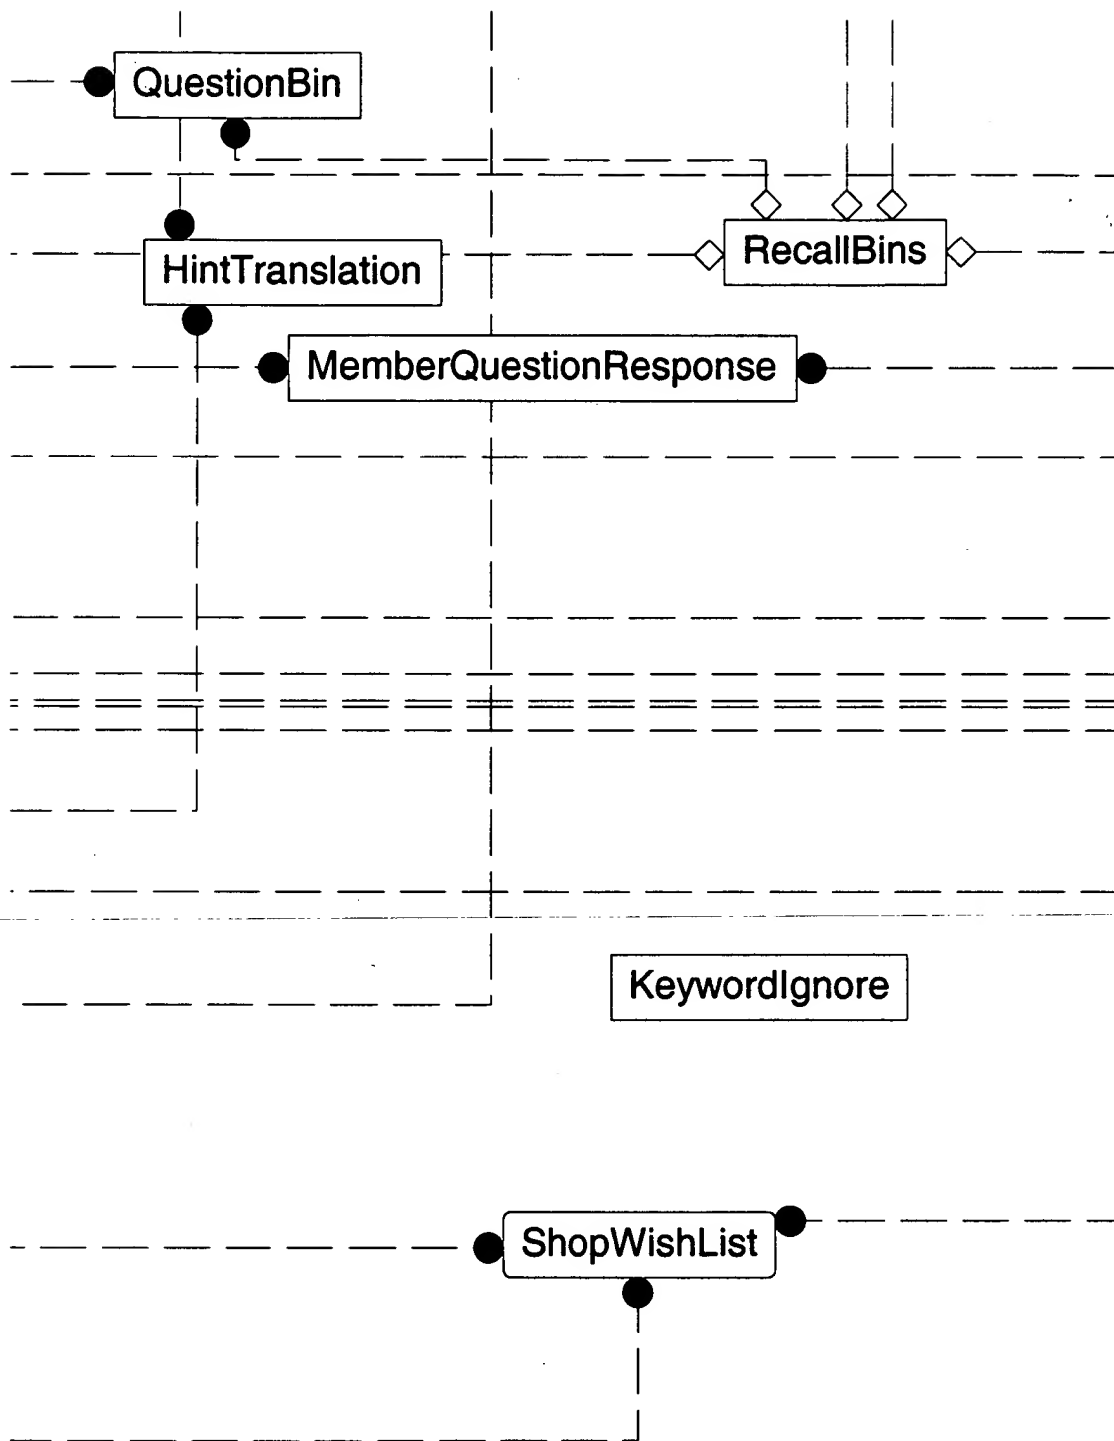 QuestionBin
RecallBins
HintTranslation
MemberQuestionResponse
KeywordIgnore
ShopWishList